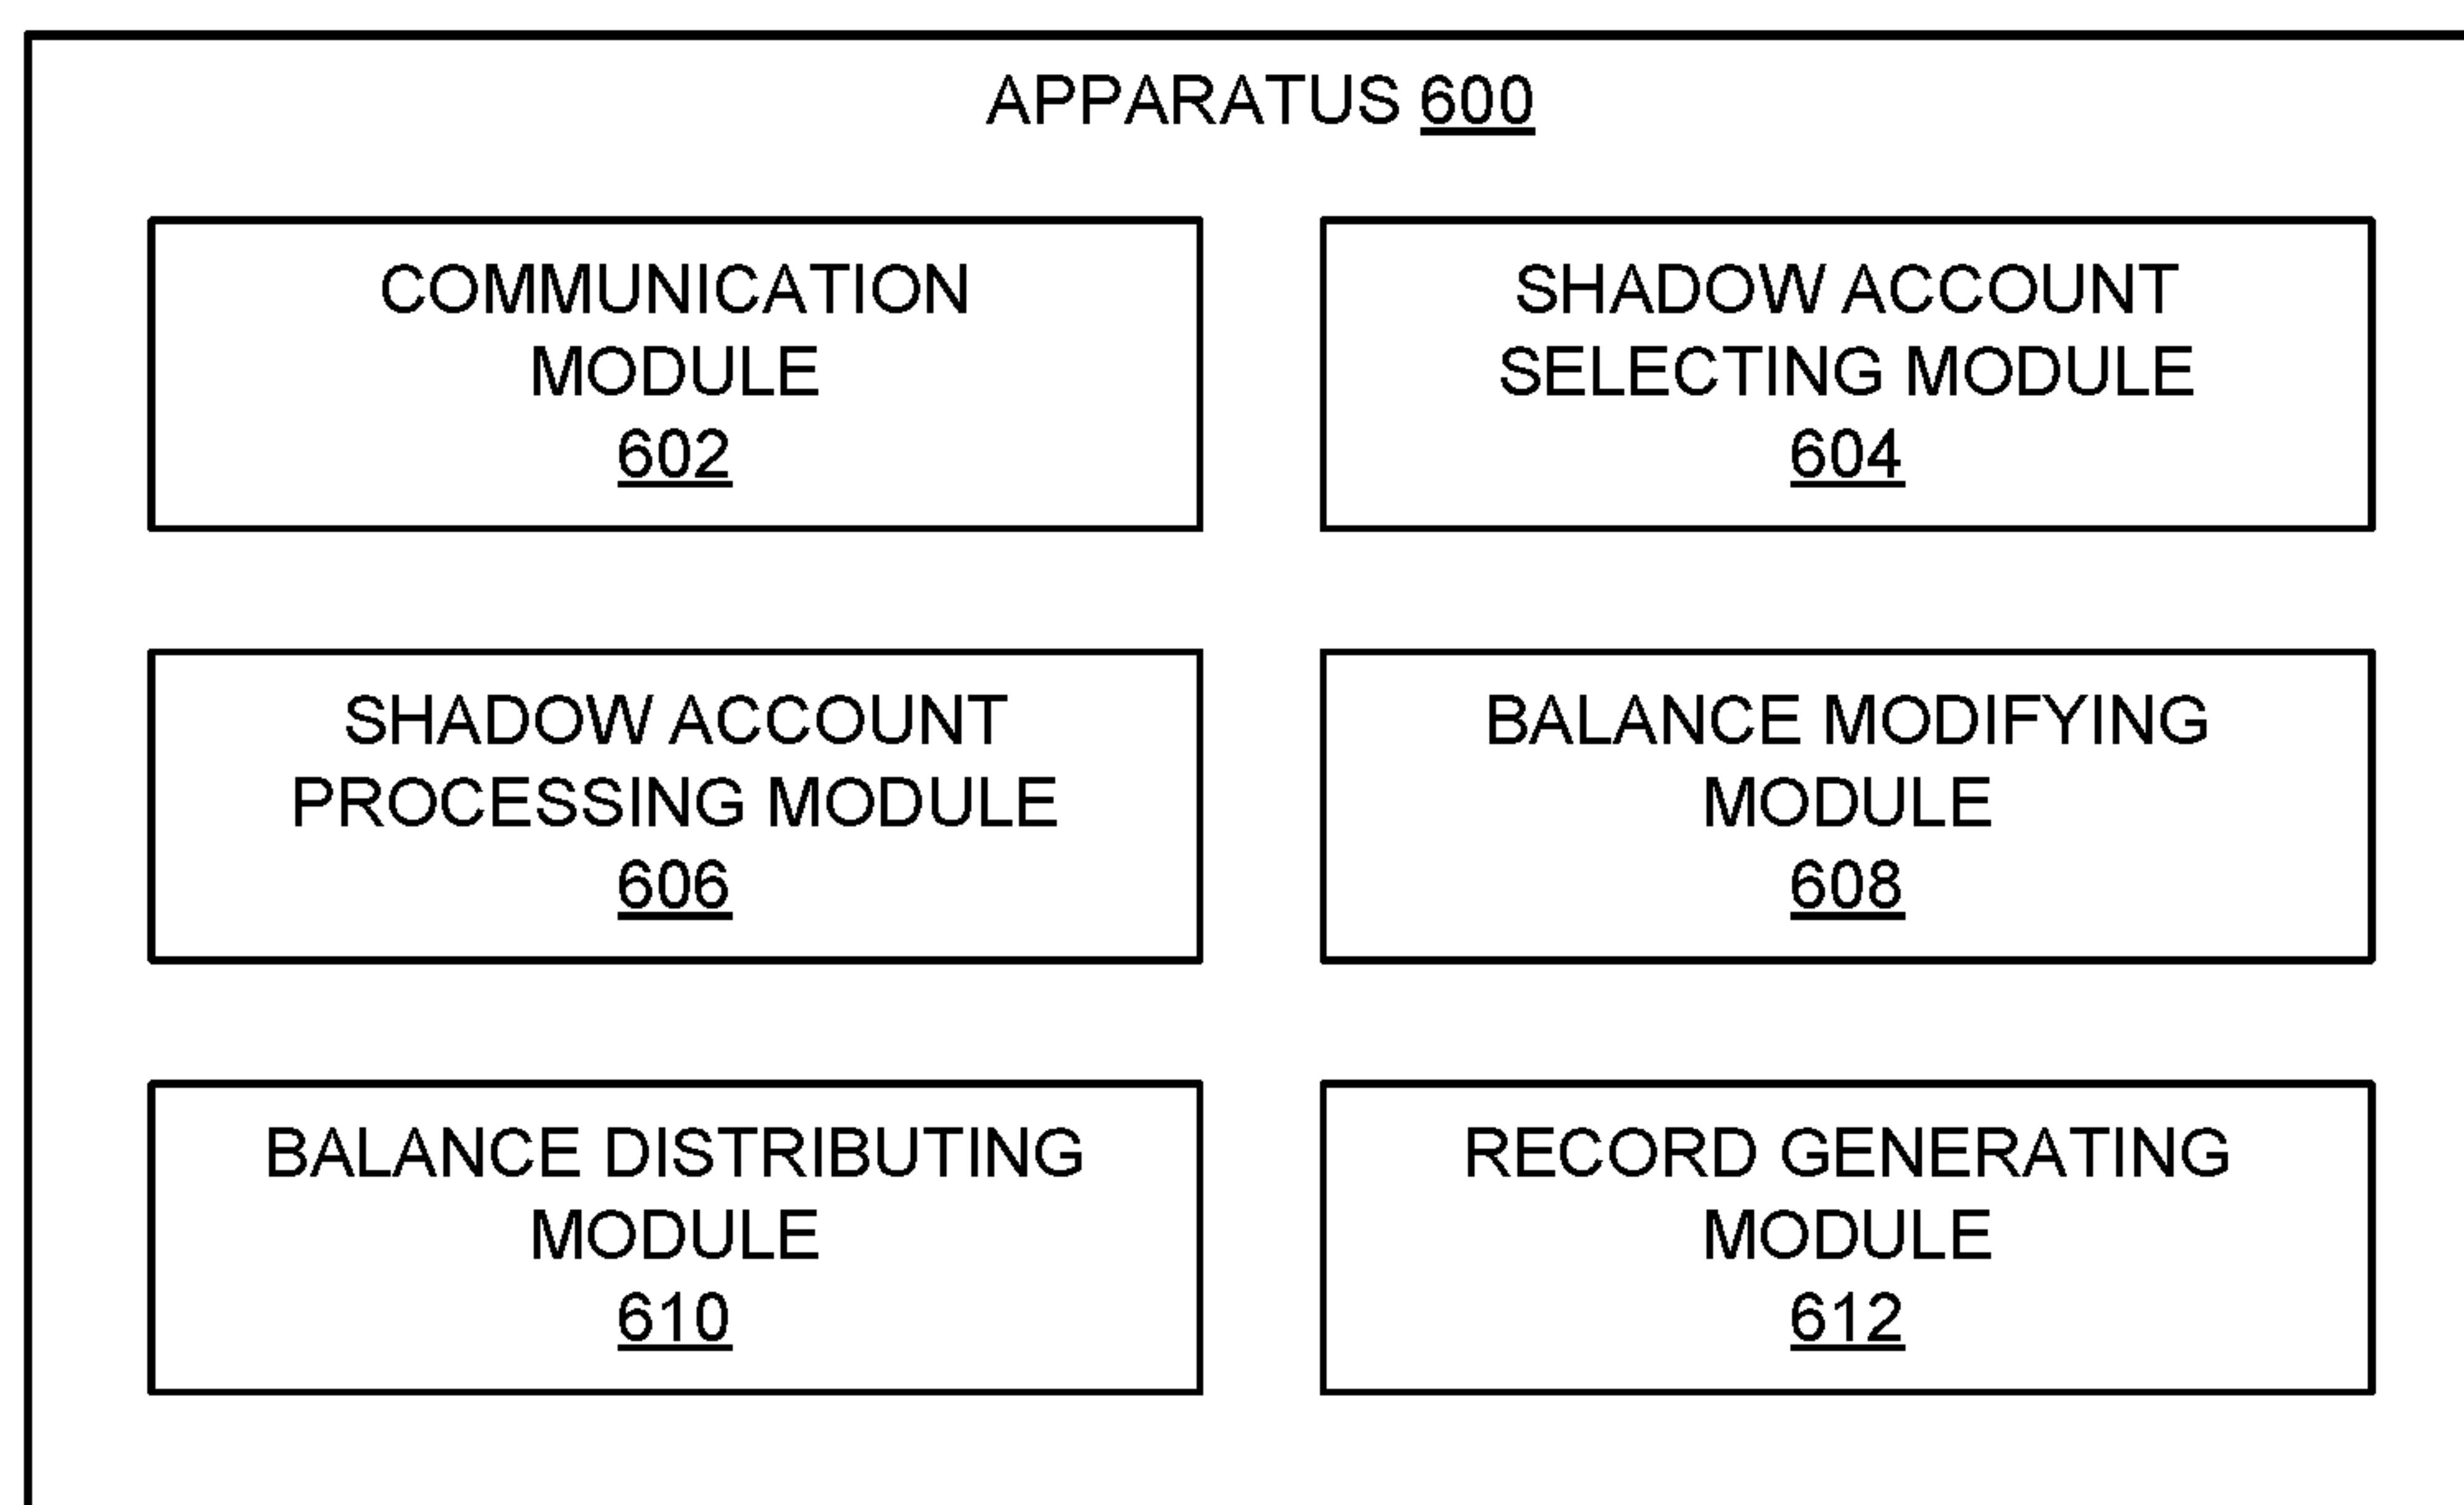 APPARATUS 600
COMMUNICATION
MODULE
602
SHADOW ACCOUNT
SELECTING MODULE
604
SHADOW ACCOUNT
PROCESSING MODULE
606
BALANCE MODIFYING
MODULE
608
BALANCE DISTRIBUTING
MODULE
610
RECORD GENERATING
MODULE
612